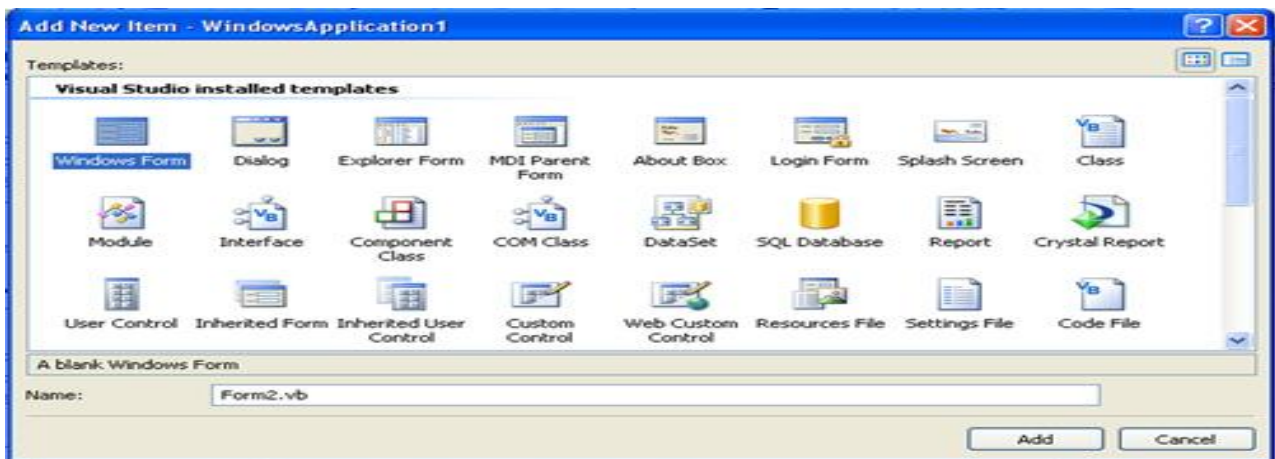 Add New Item - WindowsApplication1
Templates:
Visual Studio installed templates
Windows Form Dialog Explorer Form MDI Parent Form About Box Login Form Splash Screen Class
Module Interface Component Class COM Class DataSet SQL Database Report Crystal Report
User Control Inherited Form Inherited User Control Custom Control Web Custom Control Resources File Settings File Code File
A blank Windows Form
Name: Form2.vb
Add Cancel